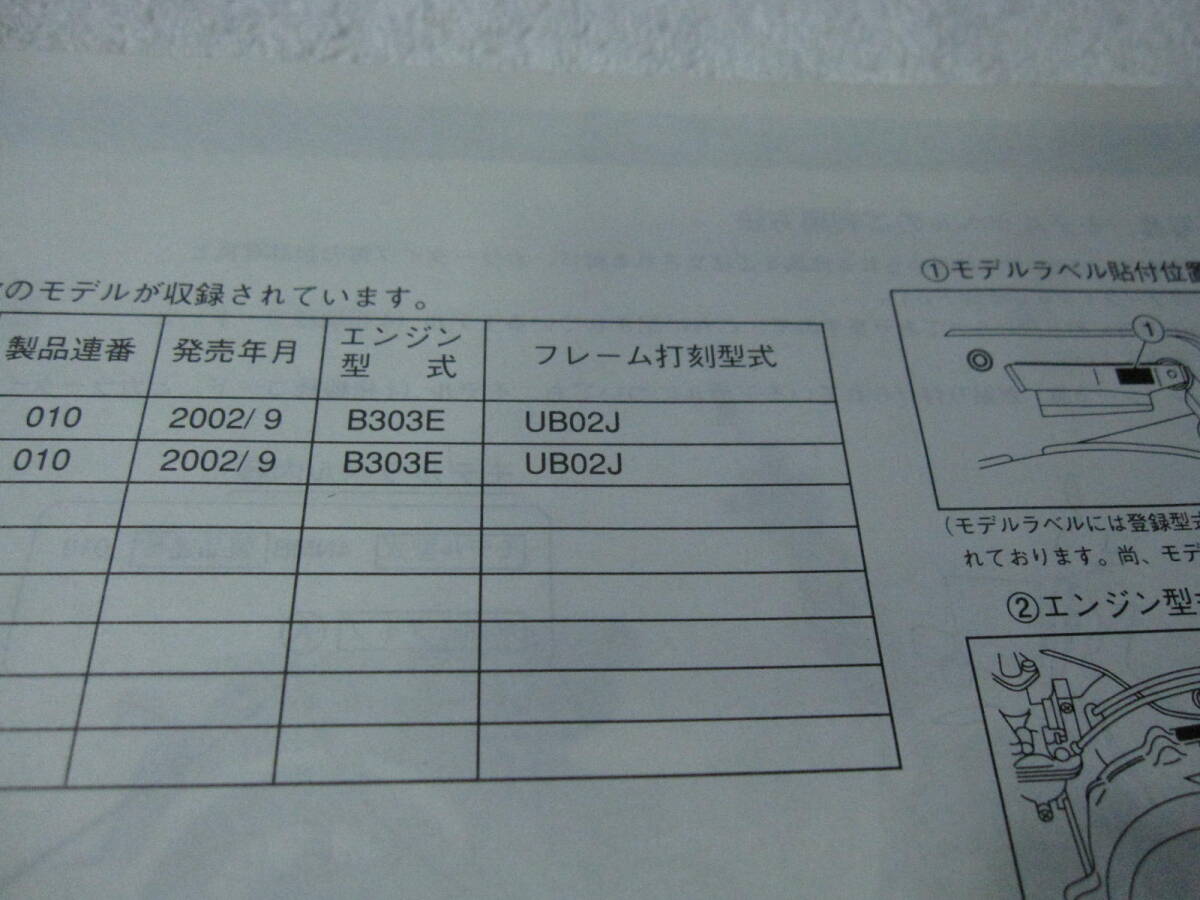 のモデルが収録されています。
製品連番 発売年月 エンジン型式 フレーム打刻型式
010 2002/ 9 B303E UB02J
010 2002/ 9 B303E UB02J
①モデルラベル貼付位置
①
(モデルラベルには登録型式
れております。尚、モデ
②エンジン型